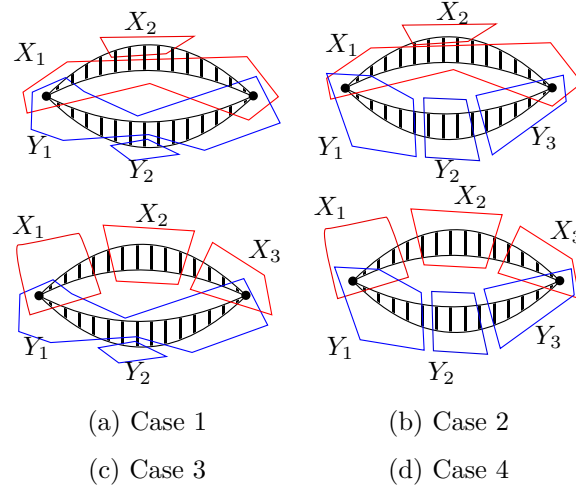 X₂ X₂
X₁ X₁
Y₁ Y₂ Y₁ Y₂ Y₃
X₁ X₂ X₃ X₁ X₂ X₃
Y₁ Y₂ Y₁ Y₂ Y₃
(a) Case 1 (b) Case 2
(c) Case 3 (d) Case 4